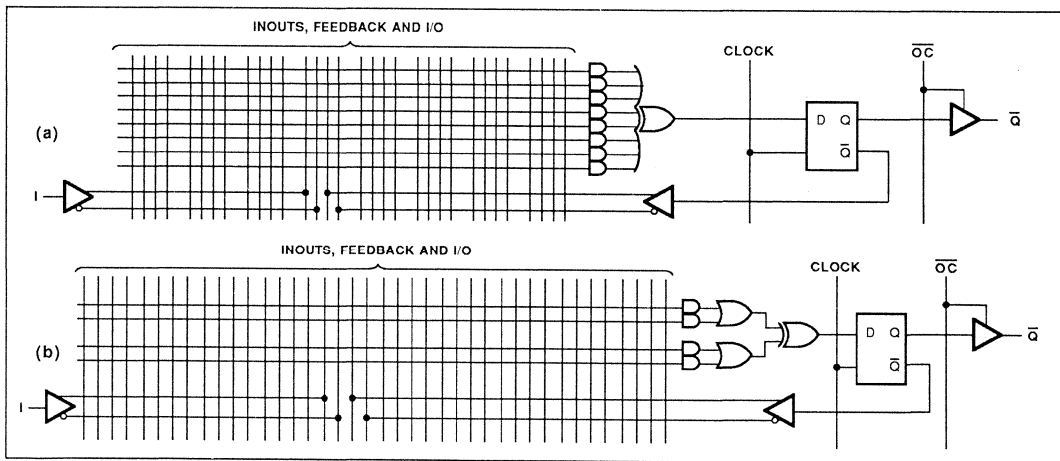 INOUTS, FEEDBACK AND I/O
CLOCK
OC
(a)
D Q
Q
Q
I
INOUTS, FEEDBACK AND I/O
CLOCK
OC
(b)
D Q
Q
Q
I